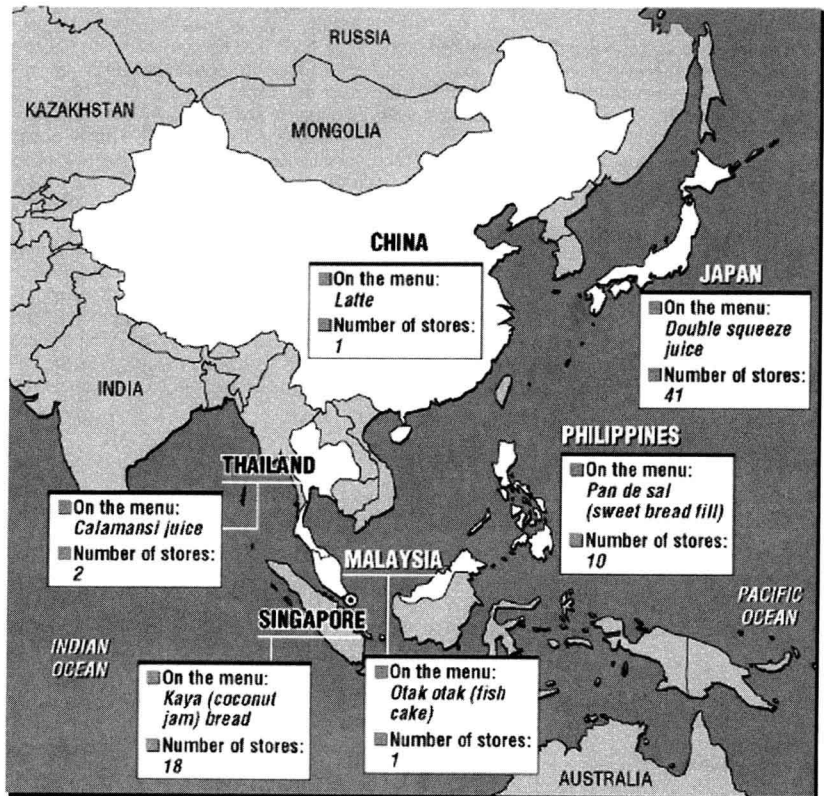 RUSSIA
KAZAKHSTAN
MONGOLIA
CHINA
On the menu:
Latte
Number of stores:
1
JAPAN
On the menu:
Double squeeze
juice
Number of stores:
41
INDIA
PHILIPPINES
On the menu:
Pan de sal
(sweet bread fill)
Number of stores:
10
THAILAND
On the menu:
Calamansi juice
Number of stores:
2
MALAYSIA
On the menu:
Otak otak (fish
cake)
Number of stores:
1
SINGAPORE
On the menu:
Kaya (coconut
jam) bread
Number of stores:
18
INDIAN
OCEAN
PACIFIC
OCEAN
AUSTRALIA